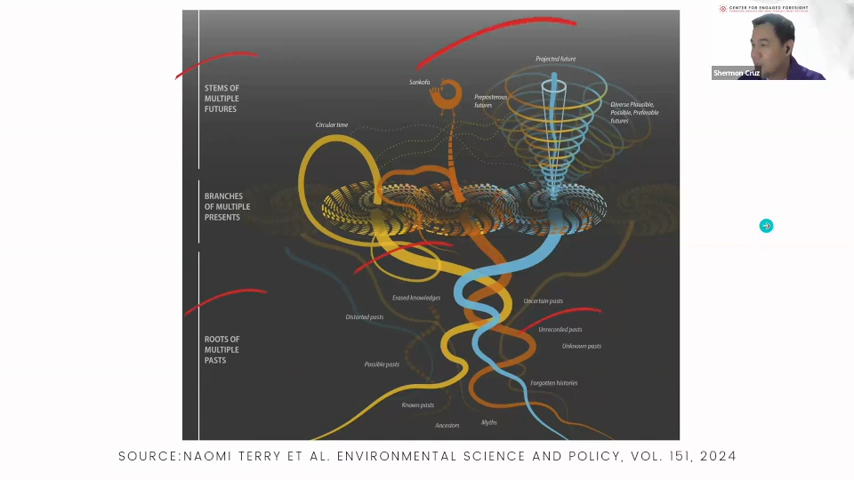 CENTER FOR ENGAGED FORESIGHT
Shermon Cruz
STEMS OF
MULTIPLE
FUTURES
Projected future
Sankofa
Preposterous
futures
Diverse Plausible,
Possible, Preferable
futures
Circular time
BRANCHES
OF MULTIPLE
PRESENTS
Erased knowledges
Uncertain pasts
Distorted pasts
Unrecorded pasts
ROOTS OF
MULTIPLE
PASTS
Unknown pasts
Possible pasts
Forgotten histories
Known pasts
Ancestors
Myths
SOURCE:NAOMI TERRY ET AL. ENVIRONMENTAL SCIENCE AND POLICY, VOL. 151, 2024